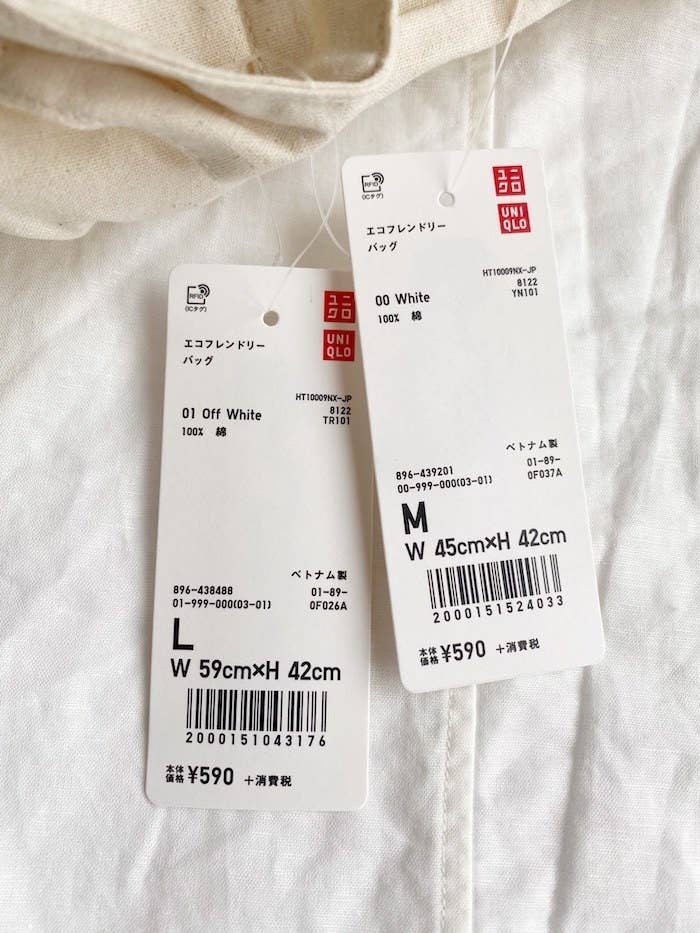 RFID
(ICタグ)
ユニ
クロ
UNI
QLO
エコフレンドリー
バッグ
HT10009NX-JP
8122
TR101
01 Off White
100% 綿
ベトナム製
896-438488
01-89-
01-999-000(03-01)
0F026A
L
W 59cm×H 42cm
2000151043176
本体
価格 ¥590 +消費税
RFID
(ICタグ)
ユニ
クロ
UNI
QLO
エコフレンドリー
バッグ
HT10009NX-JP
8122
YN101
00 White
100% 綿
ベトナム製
896-439201
01-89-
00-999-000(03-01)
0F037A
M
W 45cm×H 42cm
2000151524033
本体
価格 ¥590 +消費税